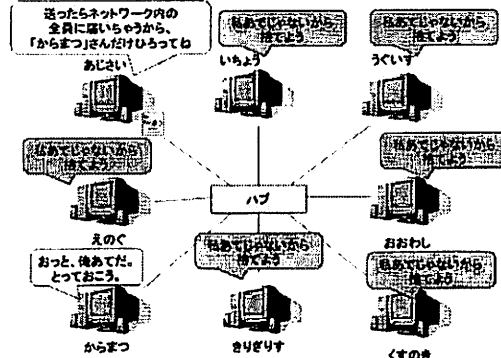 送ったらネットワーク内の
全員に届いちゃうから、
「からまつ」さんだけひろってね
あじさい
私あてじゃないから
捨てよう
いちょう
私あてじゃないから
捨てよう
うぐいす
私あてじゃないから
捨てよう
えのぐ
ハブ
私あてじゃないから
捨てよう
おおわし
おっと、俺あてだ。
とっておこう。
からまつ
私あてじゃないから
捨てよう
きりぎりす
私あてじゃないから
捨てよう
くすのき